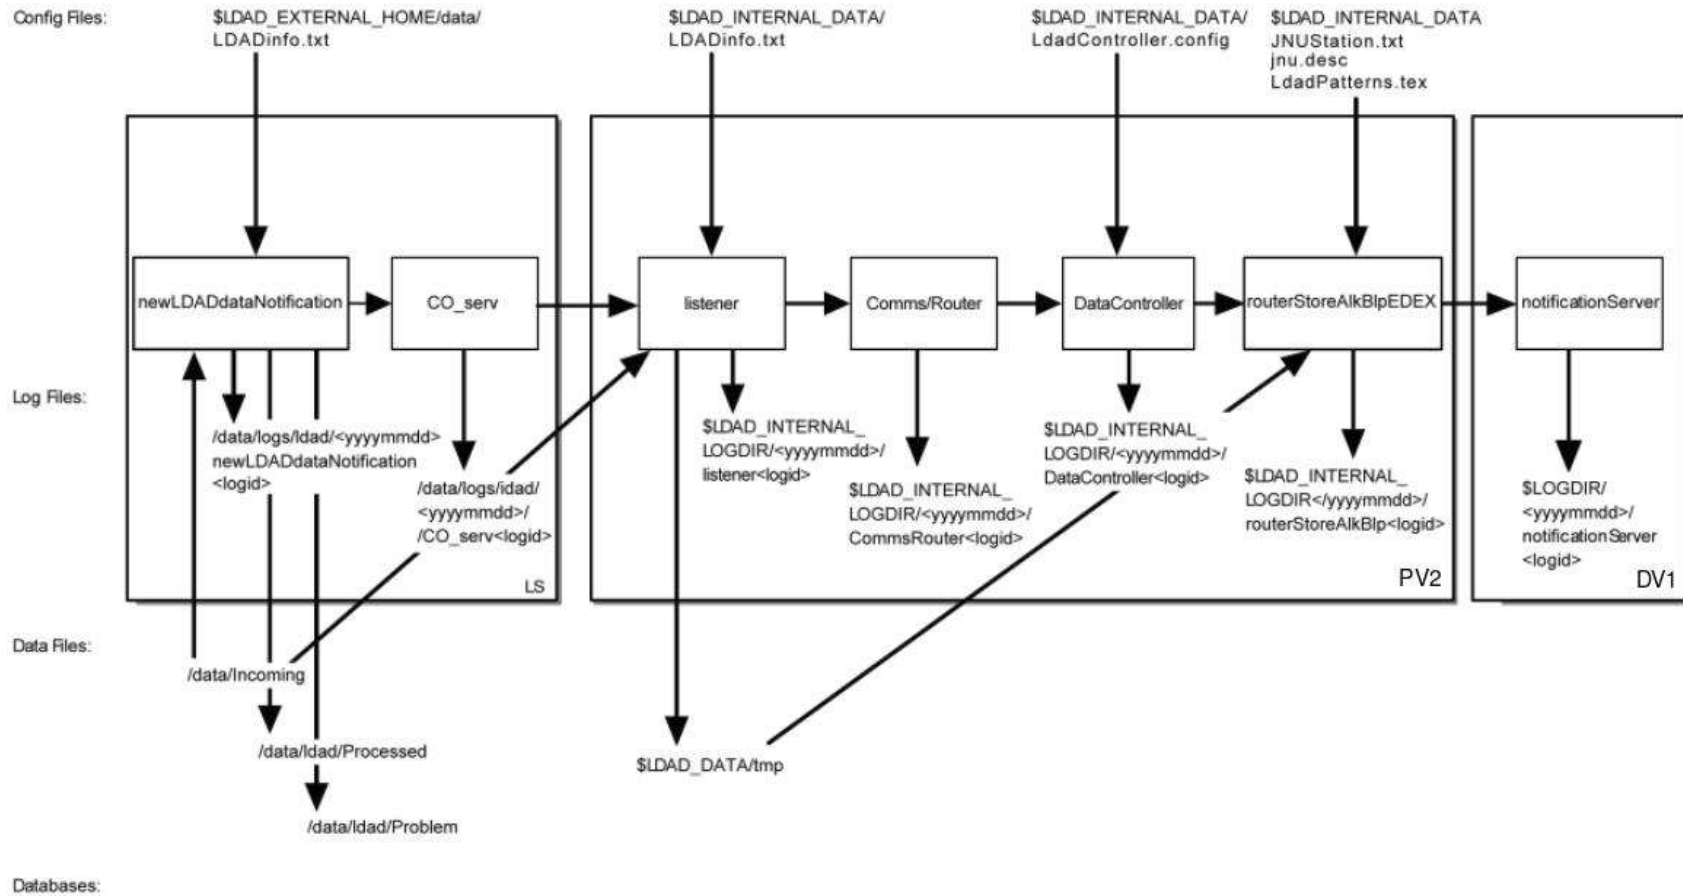 Config Files:
$LDAD_EXTERNAL_HOME/data/
LDADinfo.txt
$LDAD_INTERNAL_DATA/
LDADinfo.txt
$LDAD_INTERNAL_DATA/
LdadController.config
$LDAD_INTERNAL_DATA
JNUStation.txt
jnu.desc
LdadPatterns.tex
newLDADdataNotification
CO_serv
listener
Comms/Router
DataController
routerStoreAlkBlpEDEX
notificationServer
Log Files:
/data/logs/ldad/<yyyymmdd>
newLDADdataNotification
<logid>
/data/logs/idad/
<yyyymmdd>/
/CO_serv<logid>
$LDAD_INTERNAL_
LOGDIR/<yyyymmdd>/
listener<logid>
$LDAD_INTERNAL_
LOGDIR/<yyyymmdd>/
CommsRouter<logid>
$LDAD_INTERNAL_
LOGDIR/<yyyymmdd>/
DataController<logid>
$LDAD_INTERNAL_
LOGDIR</yyyymmdd>/
routerStoreAlkBlp<logid>
$LOGDIR/
<yyyymmdd>/
notificationServer
<logid>
LS
PV2
DV1
Data Files:
/data/Incoming
/data/ldad/Processed
$LDAD_DATA/tmp
/data/ldad/Problem
Databases: